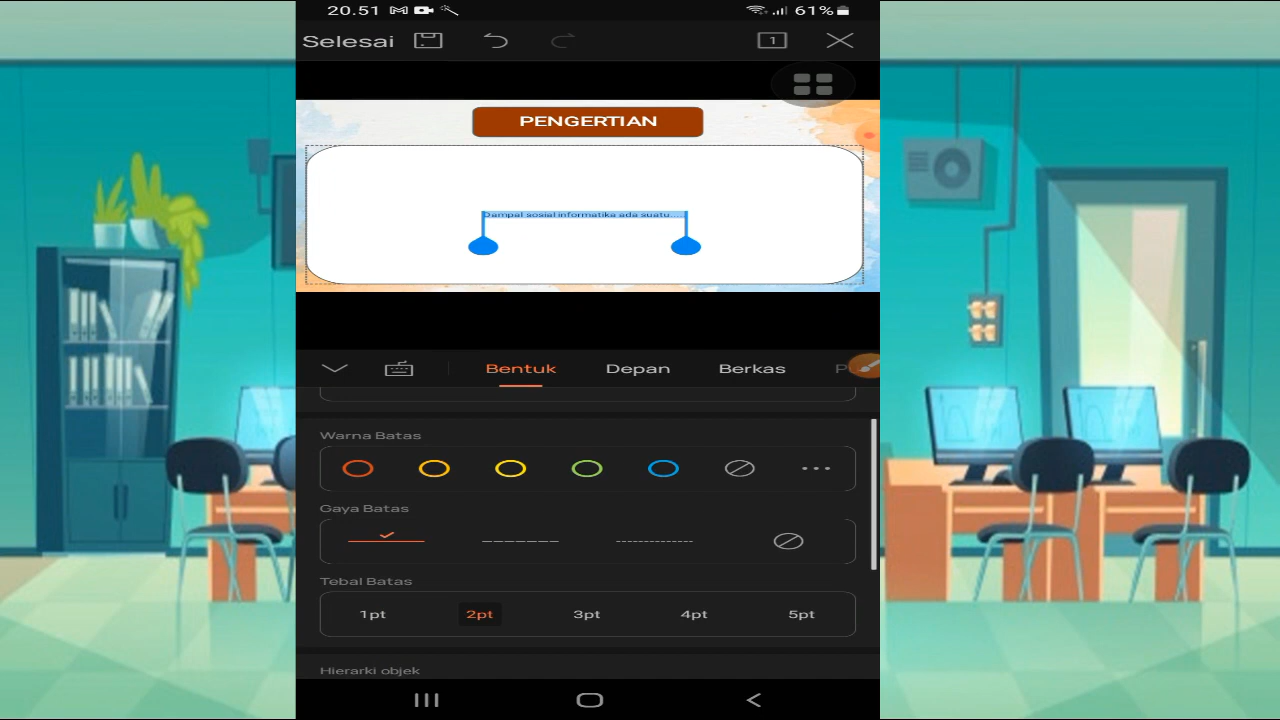 20.51 61%
Selesai 1
PENGERTIAN
Dampal sosial informatika ada suatu....
Bentuk Depan Berkas P
Warna Batas
Gaya Batas
Tebal Batas
1pt 2pt 3pt 4pt 5pt
Hierarki objek